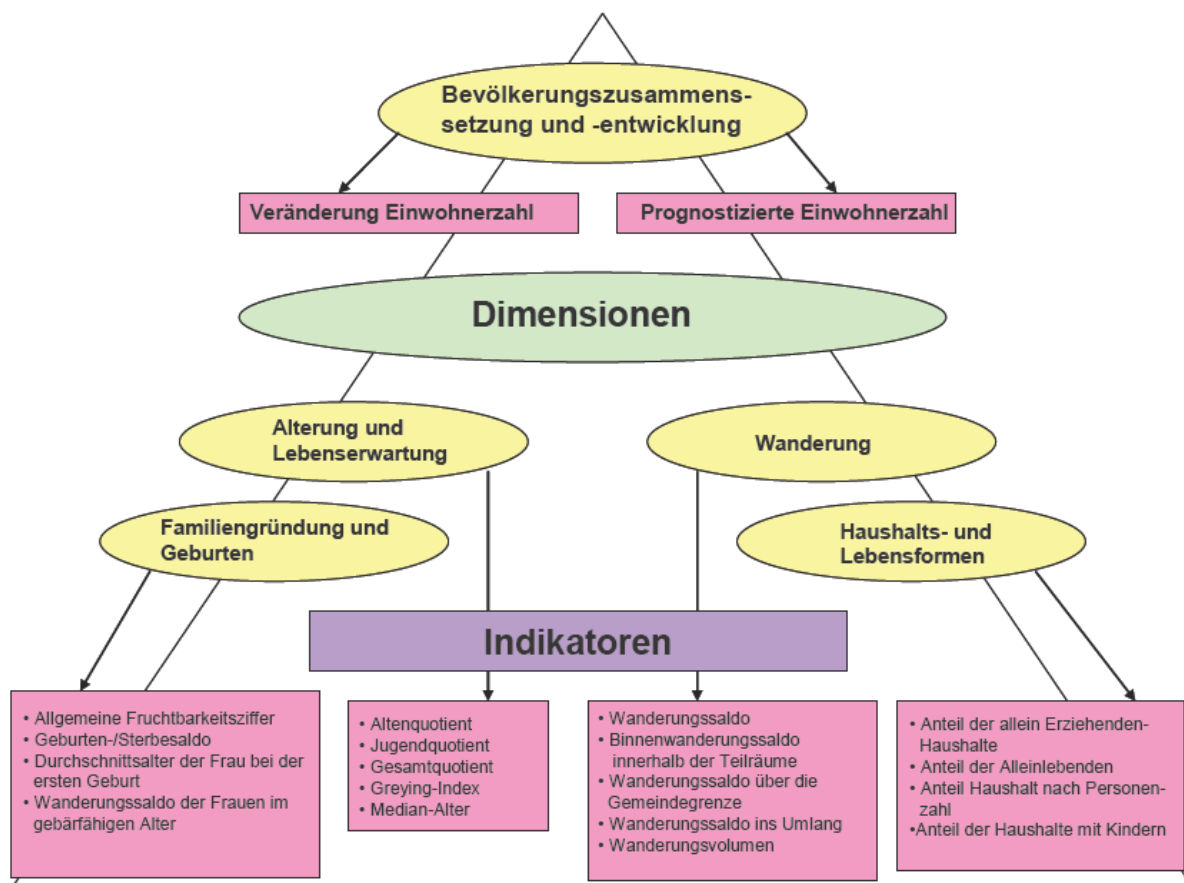 Bevölkerungszusammens-
setzung und -entwicklung
Veränderung Einwohnerzahl
Prognostizierte Einwohnerzahl
Dimensionen
Alterung und
Lebenserwartung
Wanderung
Familiengründung und
Geburten
Haushalts- und
Lebensformen
Indikatoren
• Allgemeine Fruchtbarkeitsziffer
• Geburten-/Sterbesaldo
• Durchschnittsalter der Frau bei der
ersten Geburt
• Wanderungssaldo der Frauen im
gebärfähigen Alter
• Altenquotient
• Jugendquotient
• Gesamtquotient
• Greying-Index
• Median-Alter
• Wanderungssaldo
• Binnenwanderungssaldo
innerhalb der Teilräume
• Wanderungssaldo über die
Gemeindegrenze
• Wanderungssaldo ins Umlang
• Wanderungsvolumen
• Anteil der allein Erziehenden-
Haushalte
• Anteil der Alleinlebenden
• Anteil Haushalt nach Personen-
zahl
•Anteil der Haushalte mit Kindern